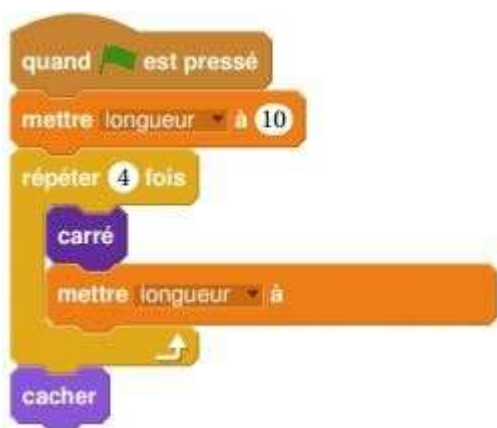 quand est pressé
mettre longueur à 10
répéter 4 fois
carré
mettre longueur à
cacher